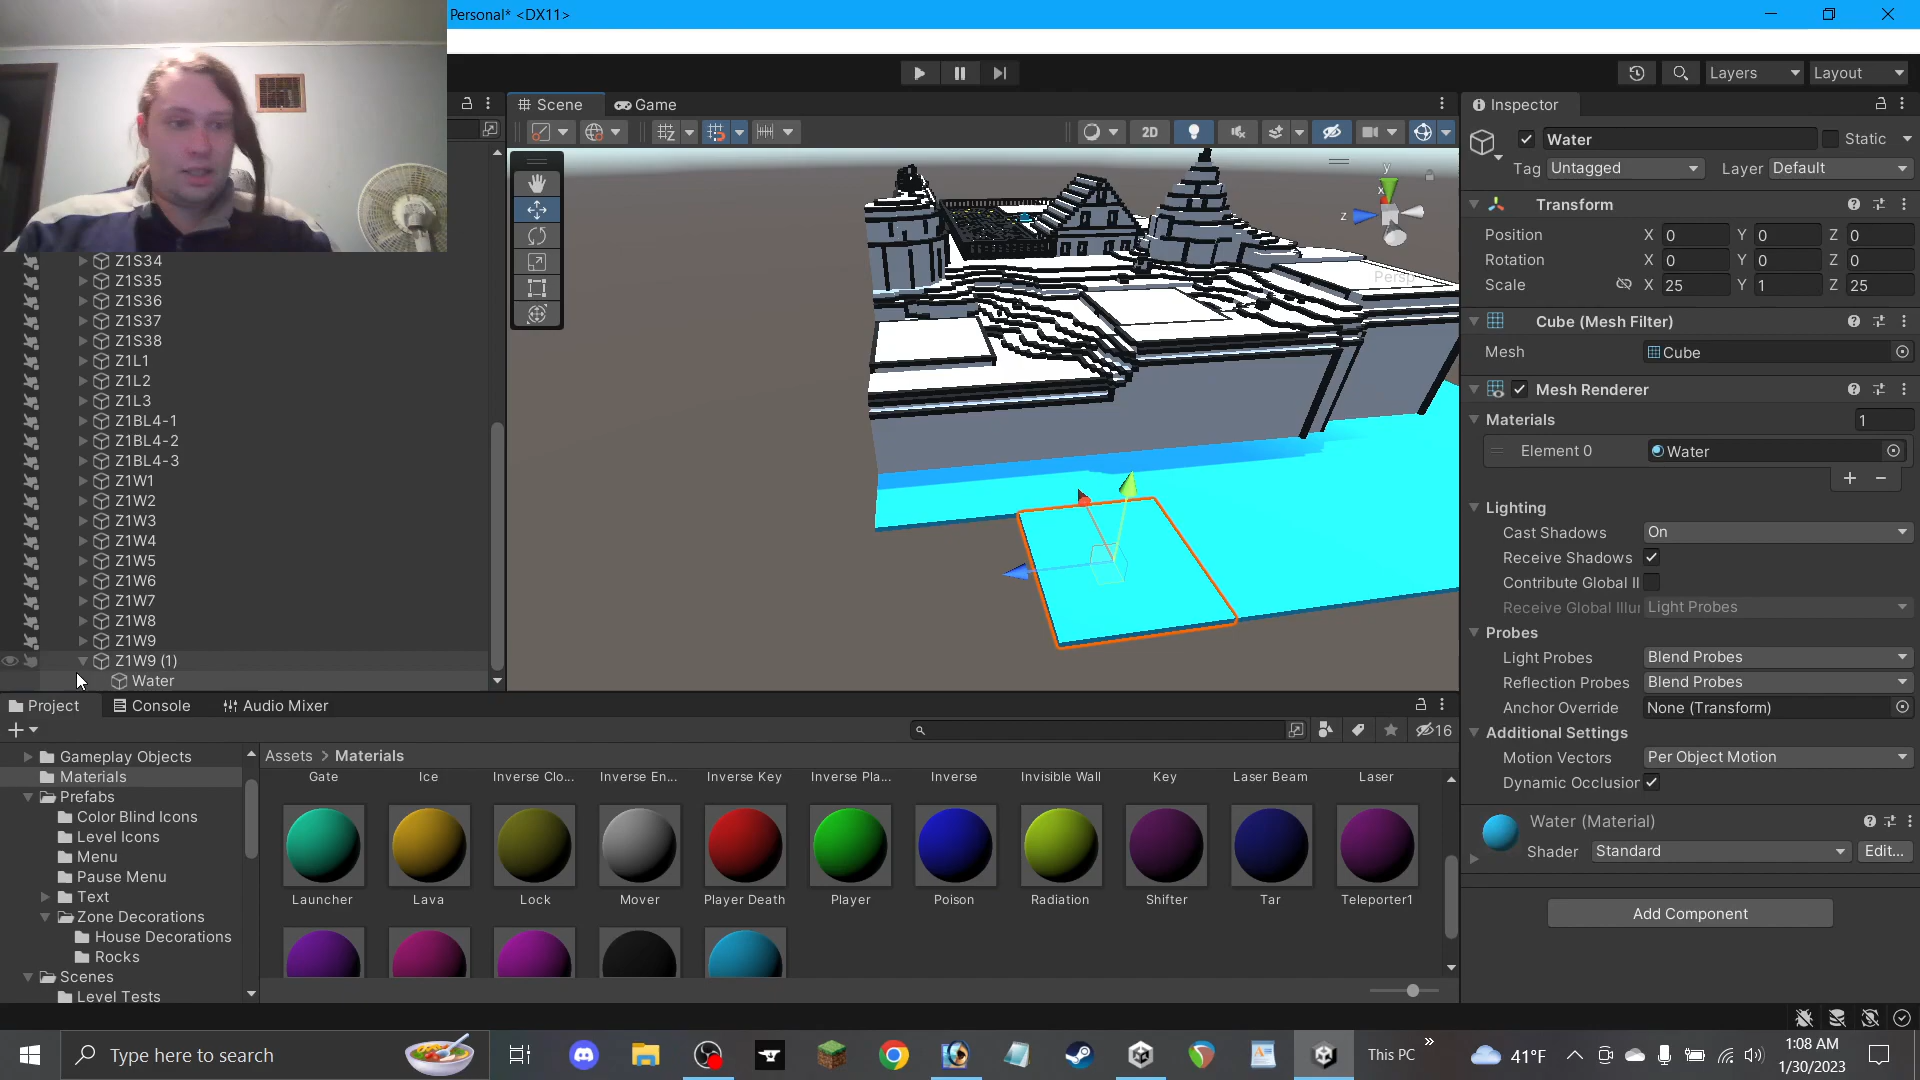 Personal* <DX11>
Layers
Layout
Scene
Game
2D
y
x
z
Persp
Z1S34
Z1S35
Z1S36
Z1S37
Z1S38
Z1L1
Z1L2
Z1L3
Z1BL4-1
Z1BL4-2
Z1BL4-3
Z1W1
Z1W2
Z1W3
Z1W4
Z1W5
Z1W6
Z1W7
Z1W8
Z1W9
Z1W9 (1)
Water
Inspector
Water
Static
Tag Untagged Layer Default
Transform
Position X 0 Y 0 Z 0
Rotation X 0 Y 0 Z 0
Scale X 25 Y 1 Z 25
Cube (Mesh Filter)
Mesh Cube
Mesh Renderer
Materials 1
Element 0 Water
Lighting
Cast Shadows On
Receive Shadows
Contribute Global Il
Receive Global Illur Light Probes
Probes
Light Probes Blend Probes
Reflection Probes Blend Probes
Anchor Override None (Transform)
Additional Settings
Motion Vectors Per Object Motion
Dynamic Occlusior
Water (Material)
Shader Standard Edit...
Add Component
Project Console Audio Mixer
16
Gameplay Objects
Materials
Prefabs
Color Blind Icons
Level Icons
Menu
Pause Menu
Text
Zone Decorations
House Decorations
Rocks
Scenes
Level Tests
Assets > Materials
Gate Ice Inverse Clo... Inverse En... Inverse Key Inverse Pla... Inverse Invisible Wall Key Laser Beam Laser
Launcher Lava Lock Mover Player Death Player Poison Radiation Shifter Tar Teleporter1
Type here to search
This PC
41°F
1:08 AM
1/30/2023